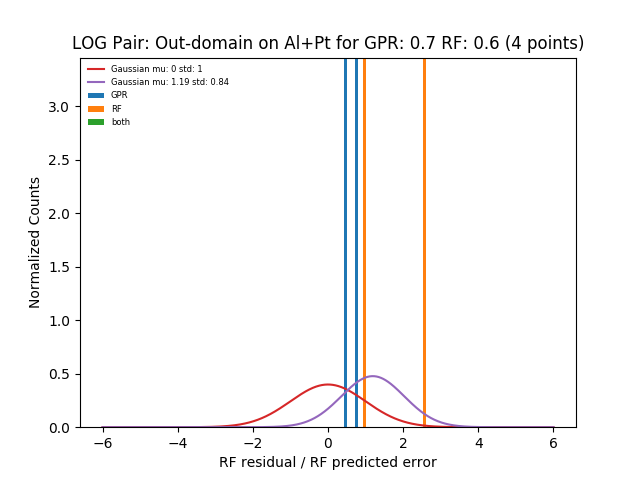 LOG Pair: Out-domain on Al+Pt for GPR: 0.7 RF: 0.6 (4 points)
Gaussian mu: 0 std: 1
Gaussian mu: 1.19 std: 0.84
GPR
RF
both
Normalized Counts
3.0
2.5
2.0
1.5
1.0
0.5
0.0
−6
−4
−2
0
2
4
6
RF residual / RF predicted error